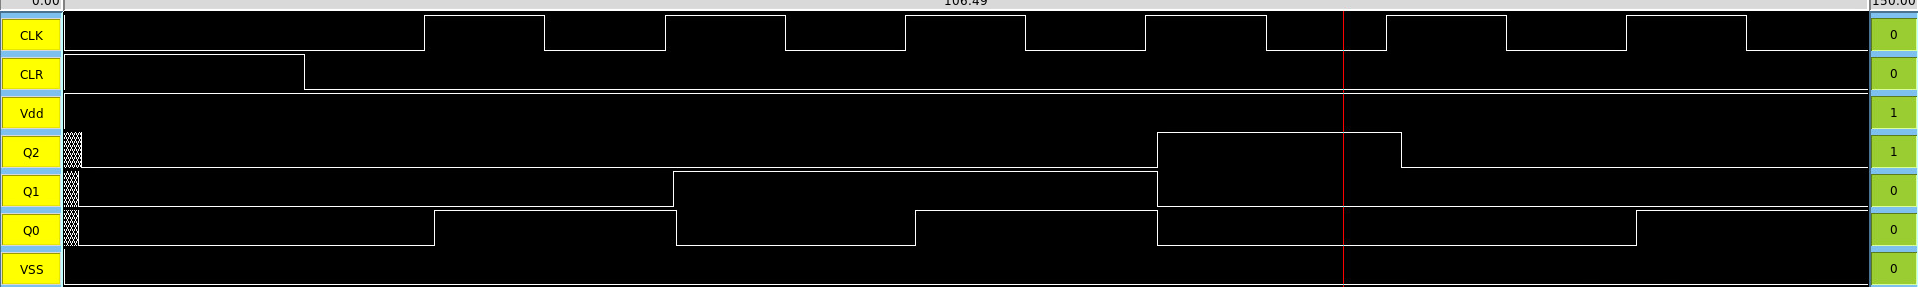 0.00 106.49 150.00
CLK 0
CLR 0
Vdd 1
Q2 1
Q1 0
Q0 0
VSS 0